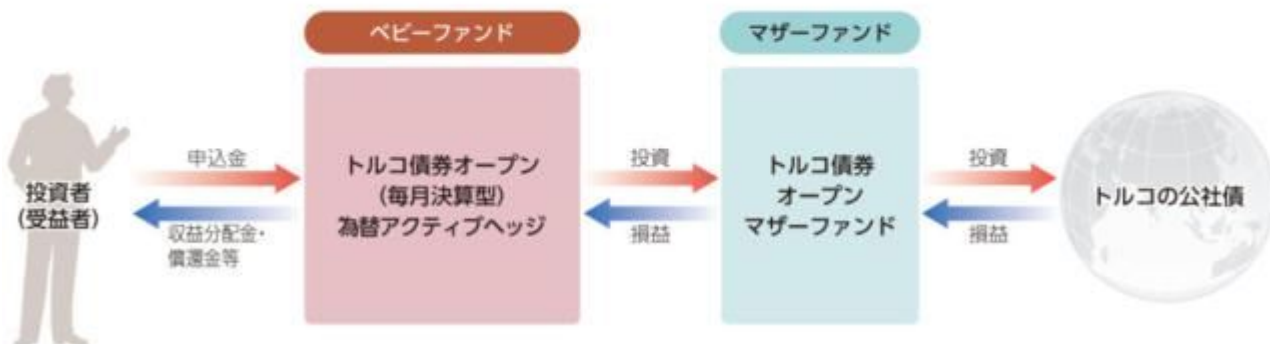 ベビーファンド
マザーファンド
投資者
(受益者)
申込金
収益分配金・
償還金等
トルコ債券オープン
(毎月決算型)
為替アクティブヘッジ
投資
損益
トルコ債券
オープン
マザーファンド
投資
損益
トルコの公社債